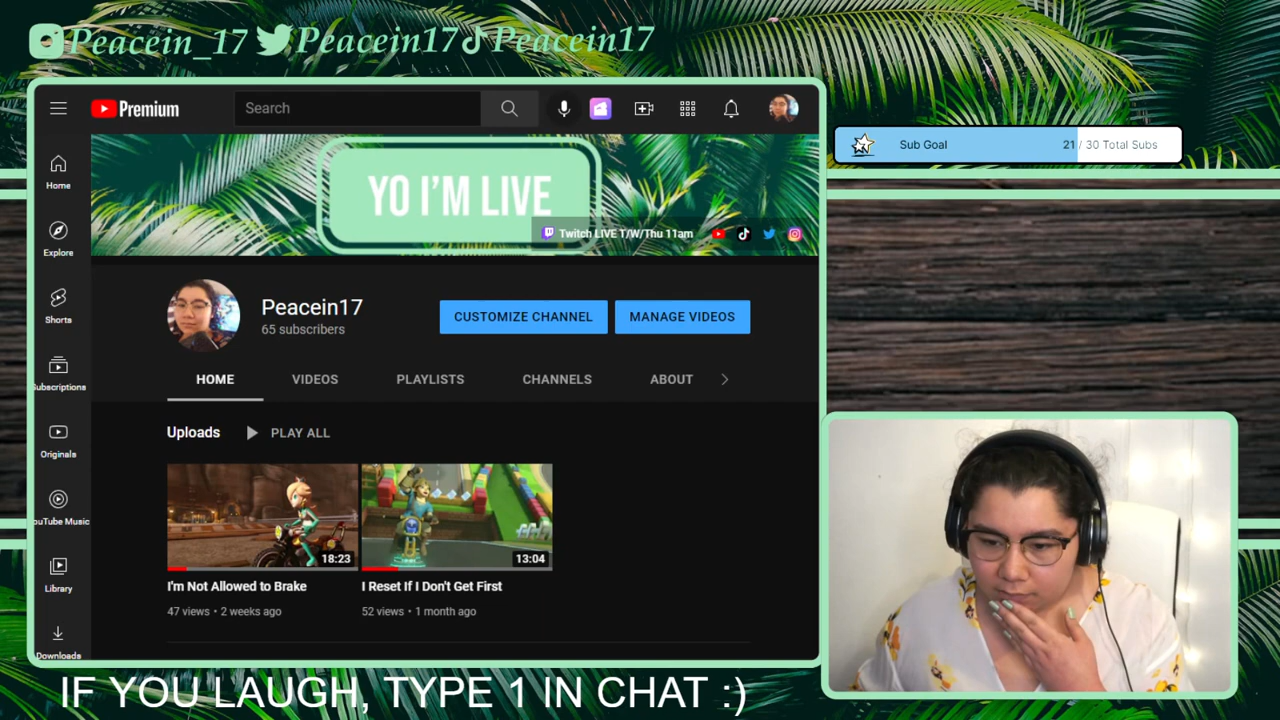 Peacein_17 Peacein17 Peacein17
Premium
Search
Sub Goal 21 / 30 Total Subs
Home
YO I'M LIVE
Twitch LIVE T/W/Thu 11am
Explore
Shorts
Peacein17
65 subscribers
CUSTOMIZE CHANNEL MANAGE VIDEOS
Subscriptions
HOME VIDEOS PLAYLISTS CHANNELS ABOUT
Uploads PLAY ALL
Originals
YouTube Music
18:23 13:04
Library
I'm Not Allowed to Brake I Reset If I Don't Get First
47 views • 2 weeks ago 52 views • 1 month ago
Downloads
IF YOU LAUGH, TYPE 1 IN CHAT :)